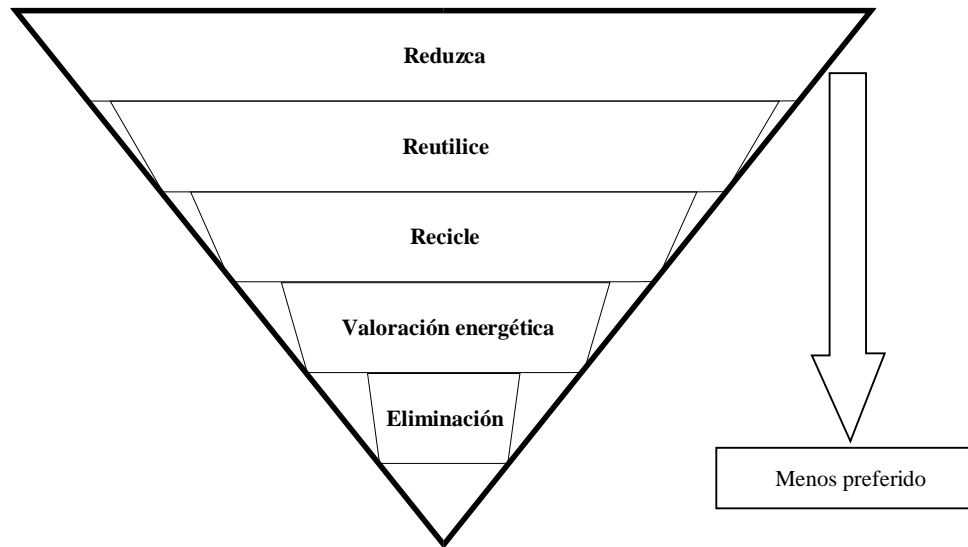 Reduzca
Reutilice
Recicle
Valoración energética
Eliminación
Menos preferido